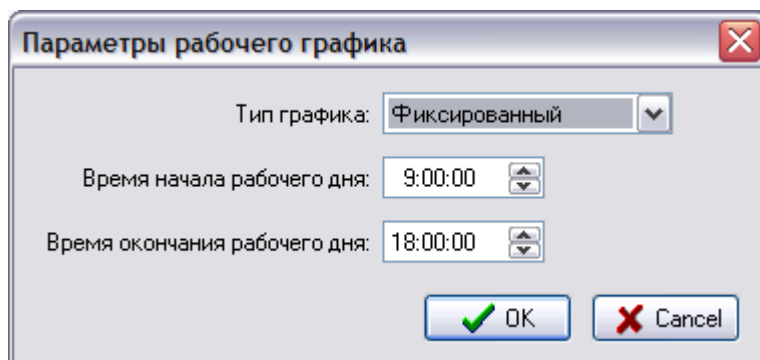 Параметры рабочего графика
Тип графика: Фиксированный
Время начала рабочего дня: 9:00:00
Время окончания рабочего дня: 18:00:00
OK Cancel